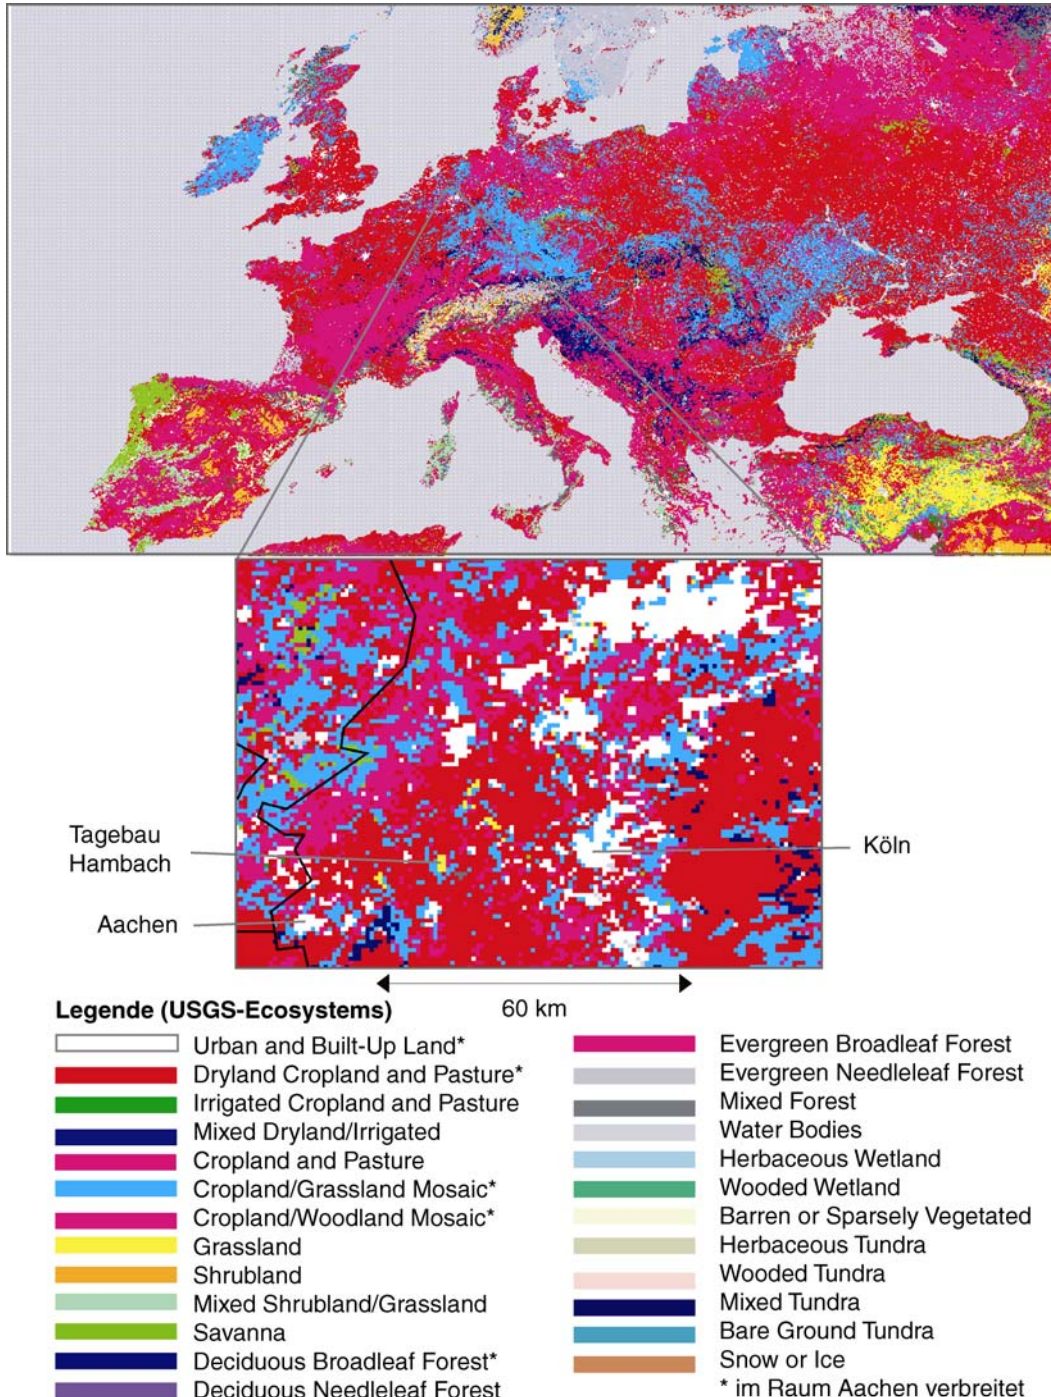 Tagebau
Hambach
Köln
Aachen
60 km
Legende (USGS-Ecosystems)
Urban and Built-Up Land*
Dryland Cropland and Pasture*
Irrigated Cropland and Pasture
Mixed Dryland/Irrigated
Cropland and Pasture
Cropland/Grassland Mosaic*
Cropland/Woodland Mosaic*
Grassland
Shrubland
Mixed Shrubland/Grassland
Savanna
Deciduous Broadleaf Forest*
Deciduous Needleleaf Forest
Evergreen Broadleaf Forest
Evergreen Needleleaf Forest
Mixed Forest
Water Bodies
Herbaceous Wetland
Wooded Wetland
Barren or Sparsely Vegetated
Herbaceous Tundra
Wooded Tundra
Mixed Tundra
Bare Ground Tundra
Snow or Ice
* im Raum Aachen verbreitet